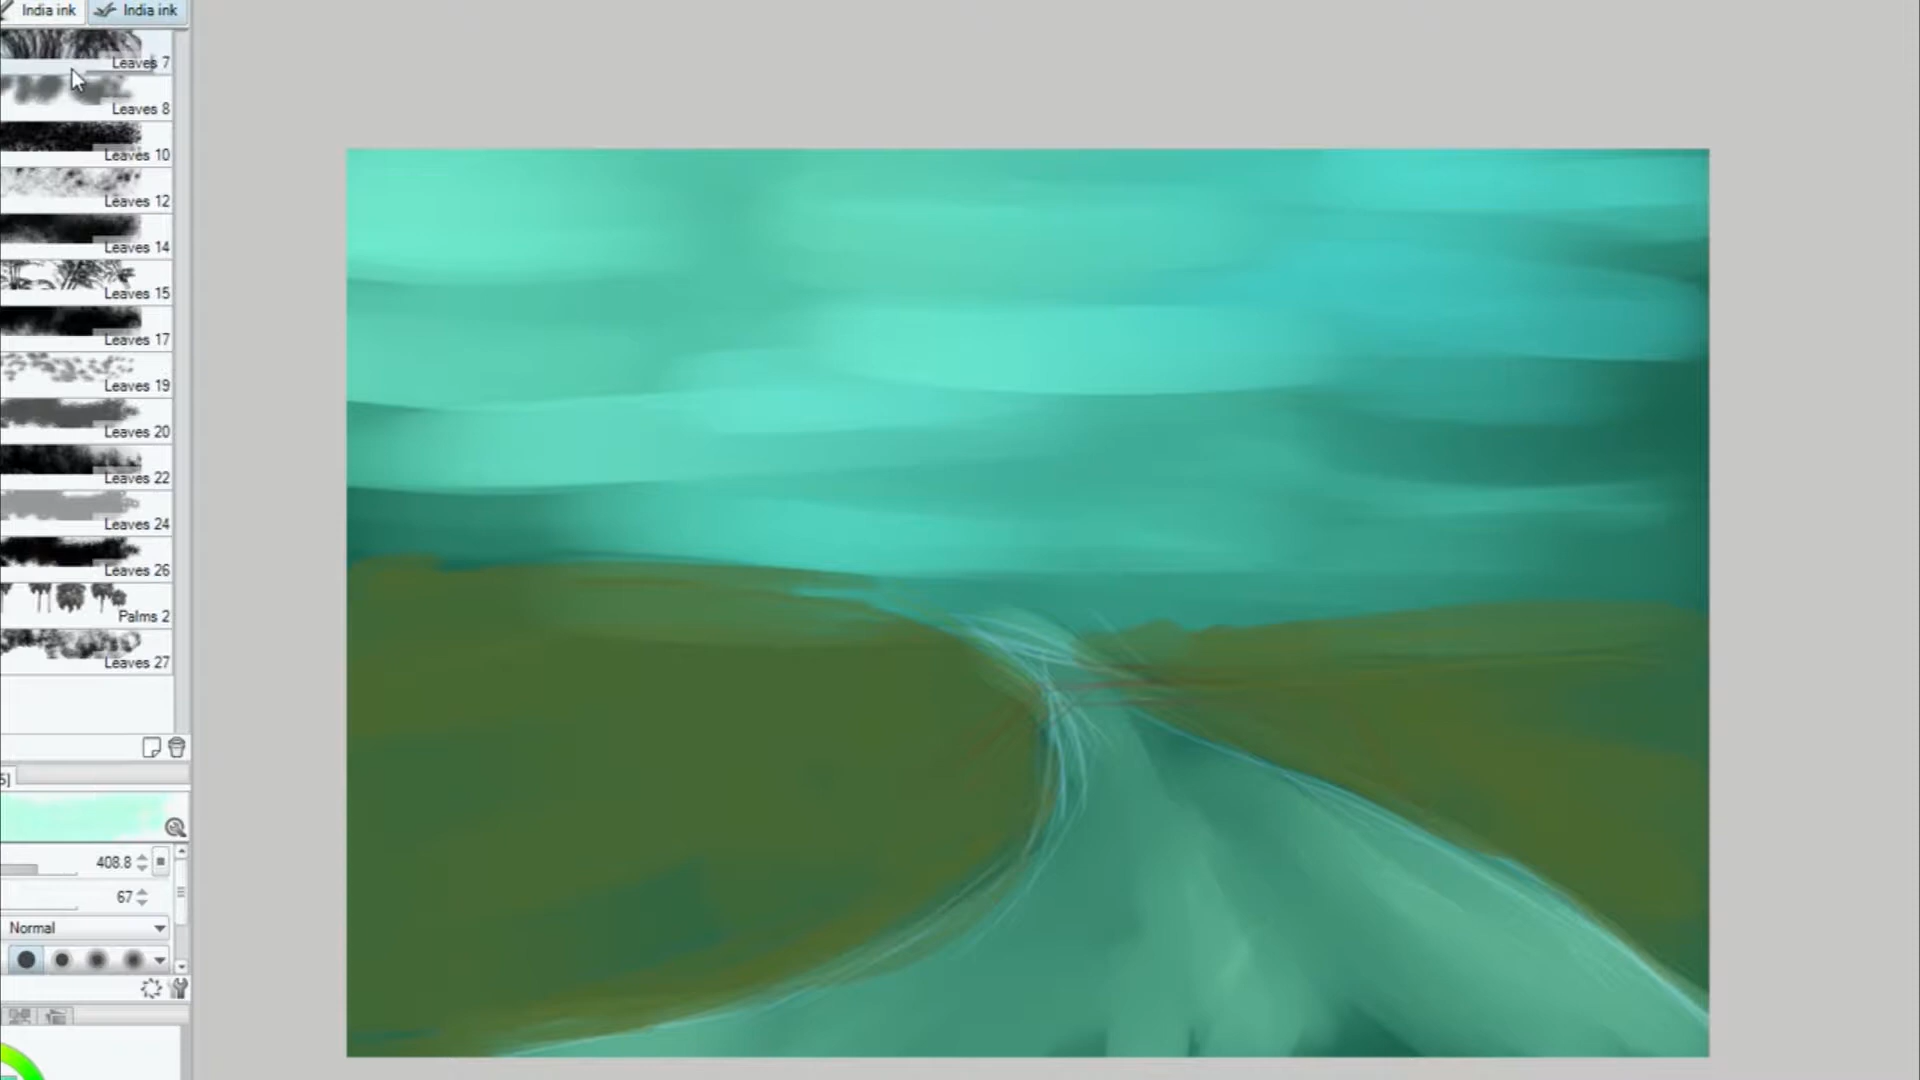 India ink
India ink
Leaves 7
Leaves 8
Leaves 10
Leaves 12
Leaves 14
Leaves 15
Leaves 17
Leaves 19
Leaves 20
Leaves 22
Leaves 24
Leaves 26
Palms 2
Leaves 27
5]
408.8
67
Normal